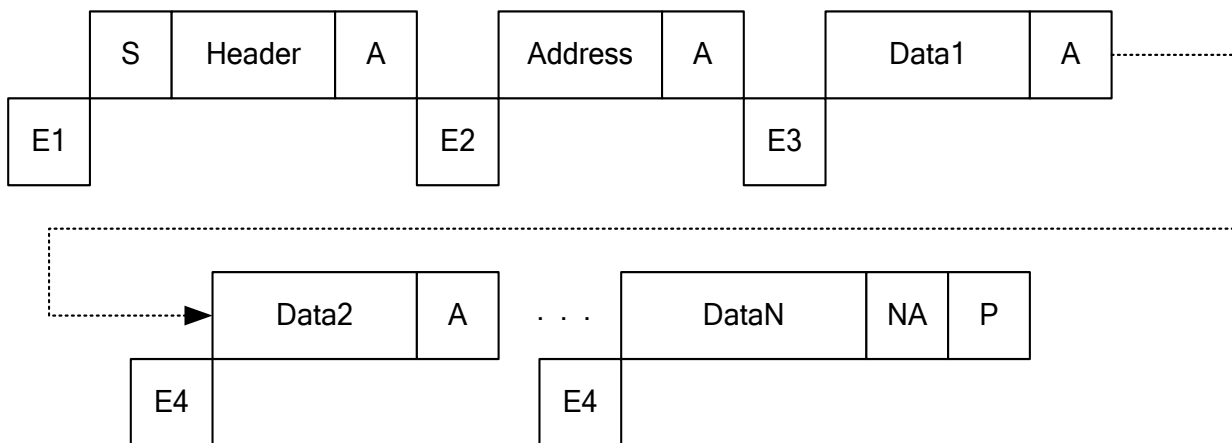 S Header A Address A Data1 A
E1 E2 E3
Data2 A . . . DataN NA P
E4 E4